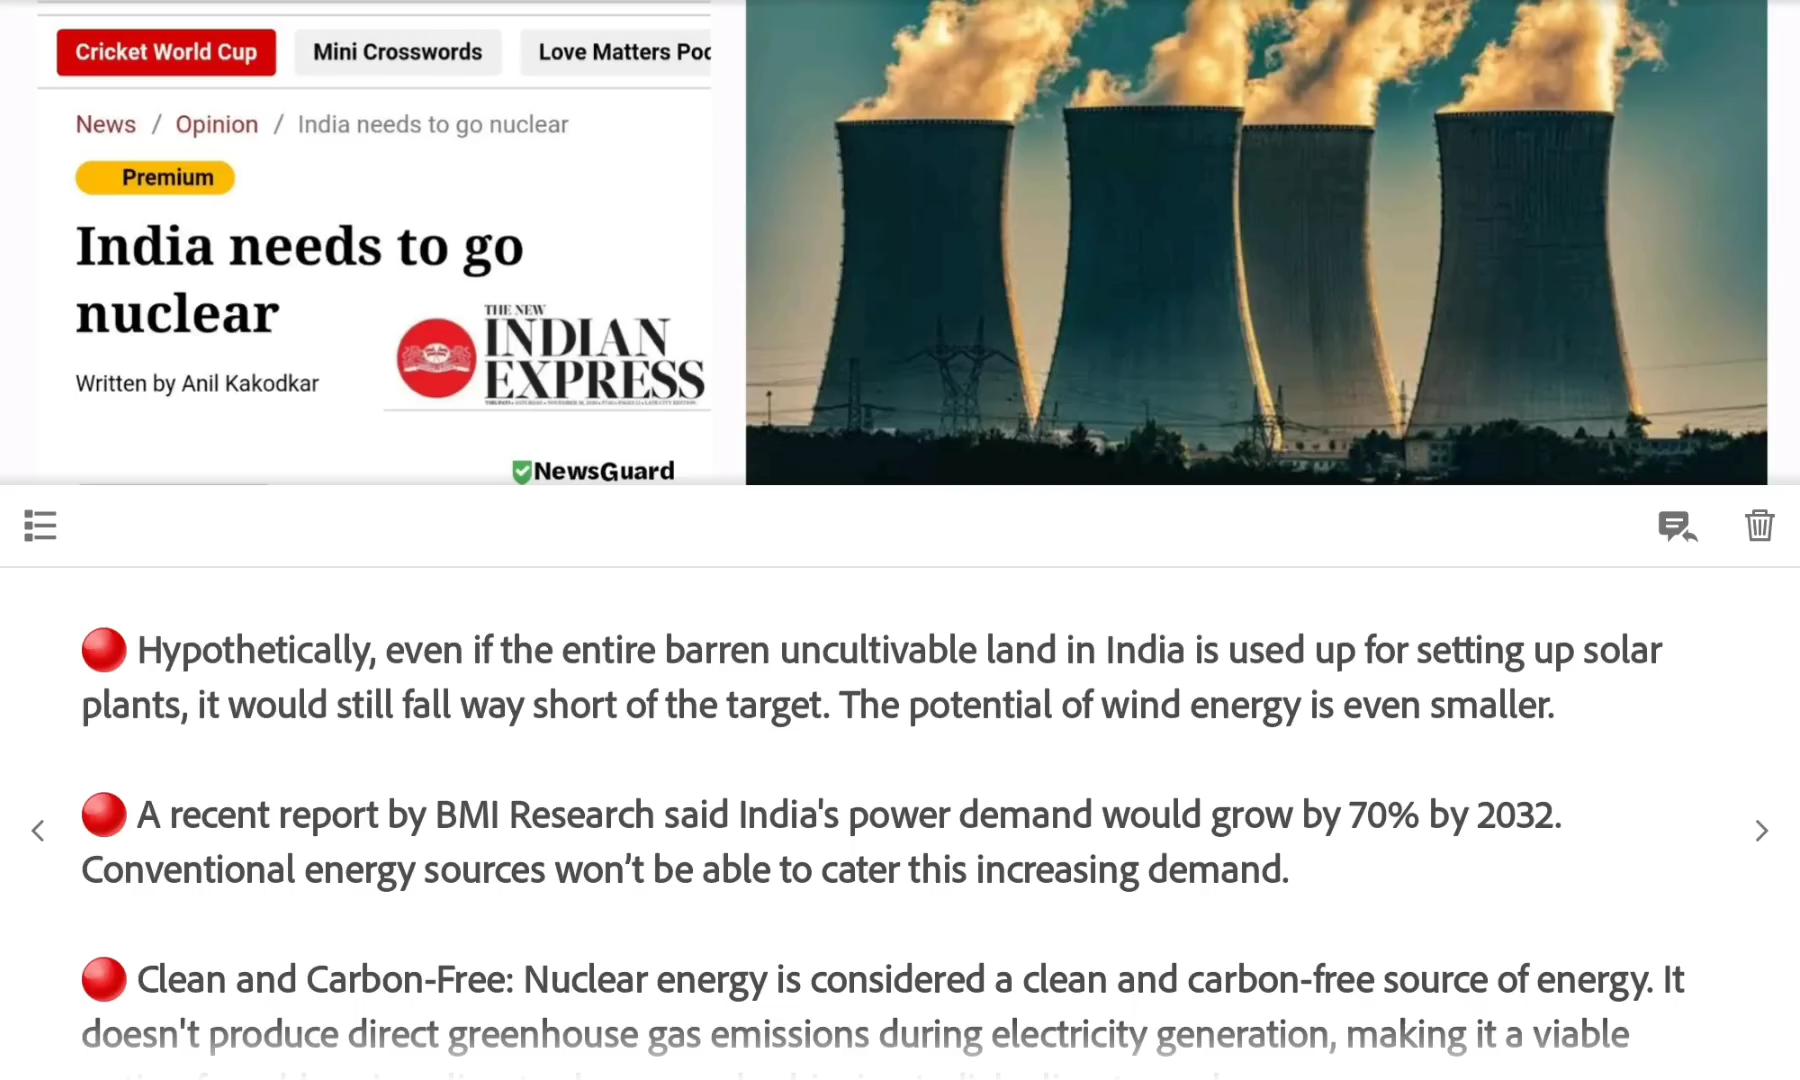 Cricket World Cup
Mini Crosswords
Love Matters
News / Opinion / India needs to go nuclear
Premium
India needs to go
nuclear
THE NEW
INDIAN
EXPRESS
Written by Anil Kakodkar
NewsGuard
Hypothetically, even if the entire barren uncultivable land in India is used up for setting up solar
plants, it would still fall way short of the target. The potential of wind energy is even smaller.
A recent report by BMI Research said India's power demand would grow by 70% by 2032.
Conventional energy sources won't be able to cater this increasing demand.
Clean and Carbon-Free: Nuclear energy is considered a clean and carbon-free source of energy. It
doesn't produce direct greenhouse gas emissions during electricity generation, making it a viable